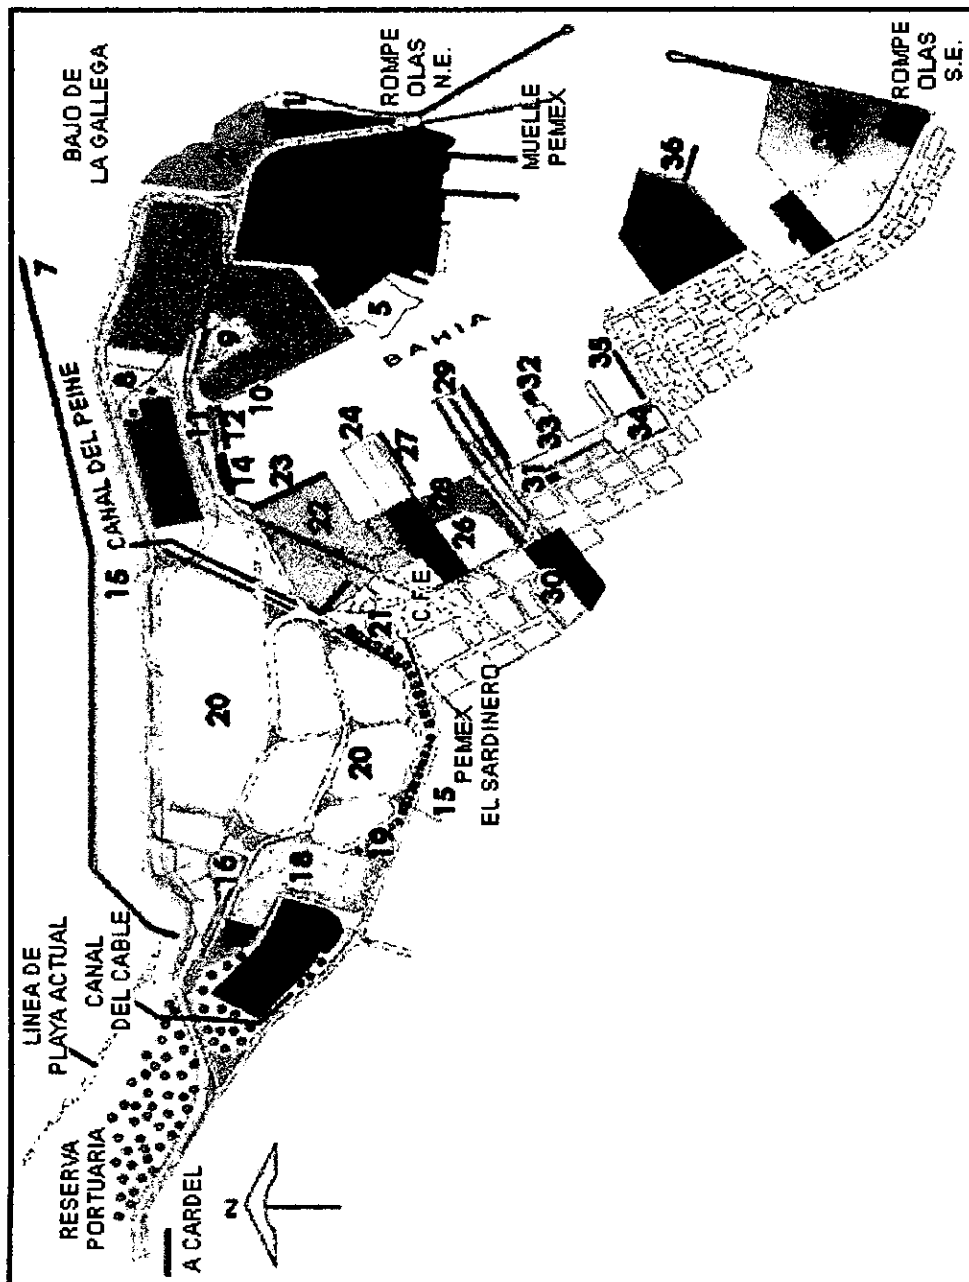 LINEA DE
PLAYA ACTUAL
CANAL
DEL CABLE
RESERVA
PORTUARIA
A CARDEL
N
15 CANAL DEL PEINE
7
BAJO DE
LA GALLEGA
ROMPE
OLAS
N.E.
MUELLE
PEMEX
ROMPE
OLAS
S.E.
BAHIA
C.F.E.
PEMEX
EL SARDINERO
15
16
18
19
20
20
21
22
23
24
26
27
28
29
30
31
32
33
34
35
36
5
8
9
10
11
12
14
1